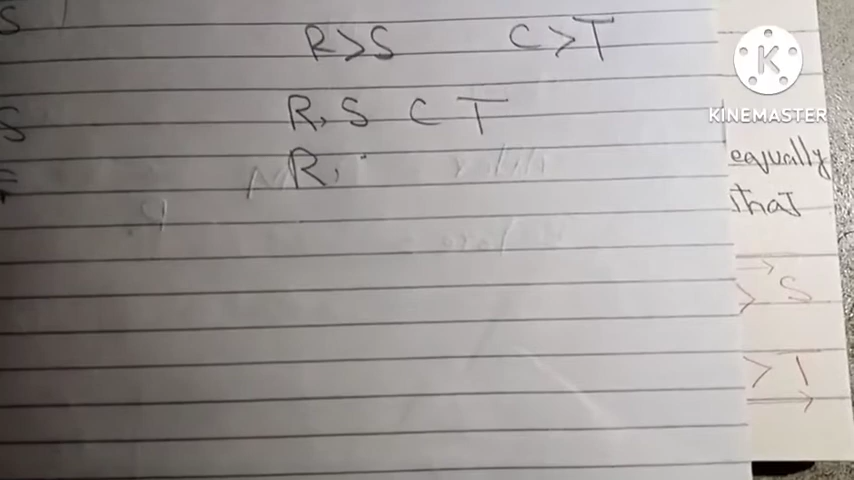 S
R>S C>T
KINEMASTER
S
R, S C T
R,
equally
that
> S
> T